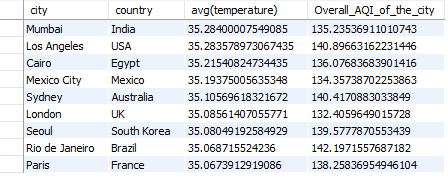 city country avg(temperature) Overall_AQI_of_the_city
Mumbai India 35.28400007549085 135.23536911010743
Los Angeles USA 35.283578973067435 140.89663162231446
Cairo Egypt 35.21540824734435 136.07683683901416
Mexico City Mexico 35.19375005635348 134.35738702253863
Sydney Australia 35.10569618321672 140.4170883033849
London UK 35.08561407055771 132.4059649015728
Seoul South Korea 35.08049192584929 139.5777870553439
Rio de Janeiro Brazil 35.068715524236 142.1971557687182
Paris France 35.0673912919086 138.25836954946104